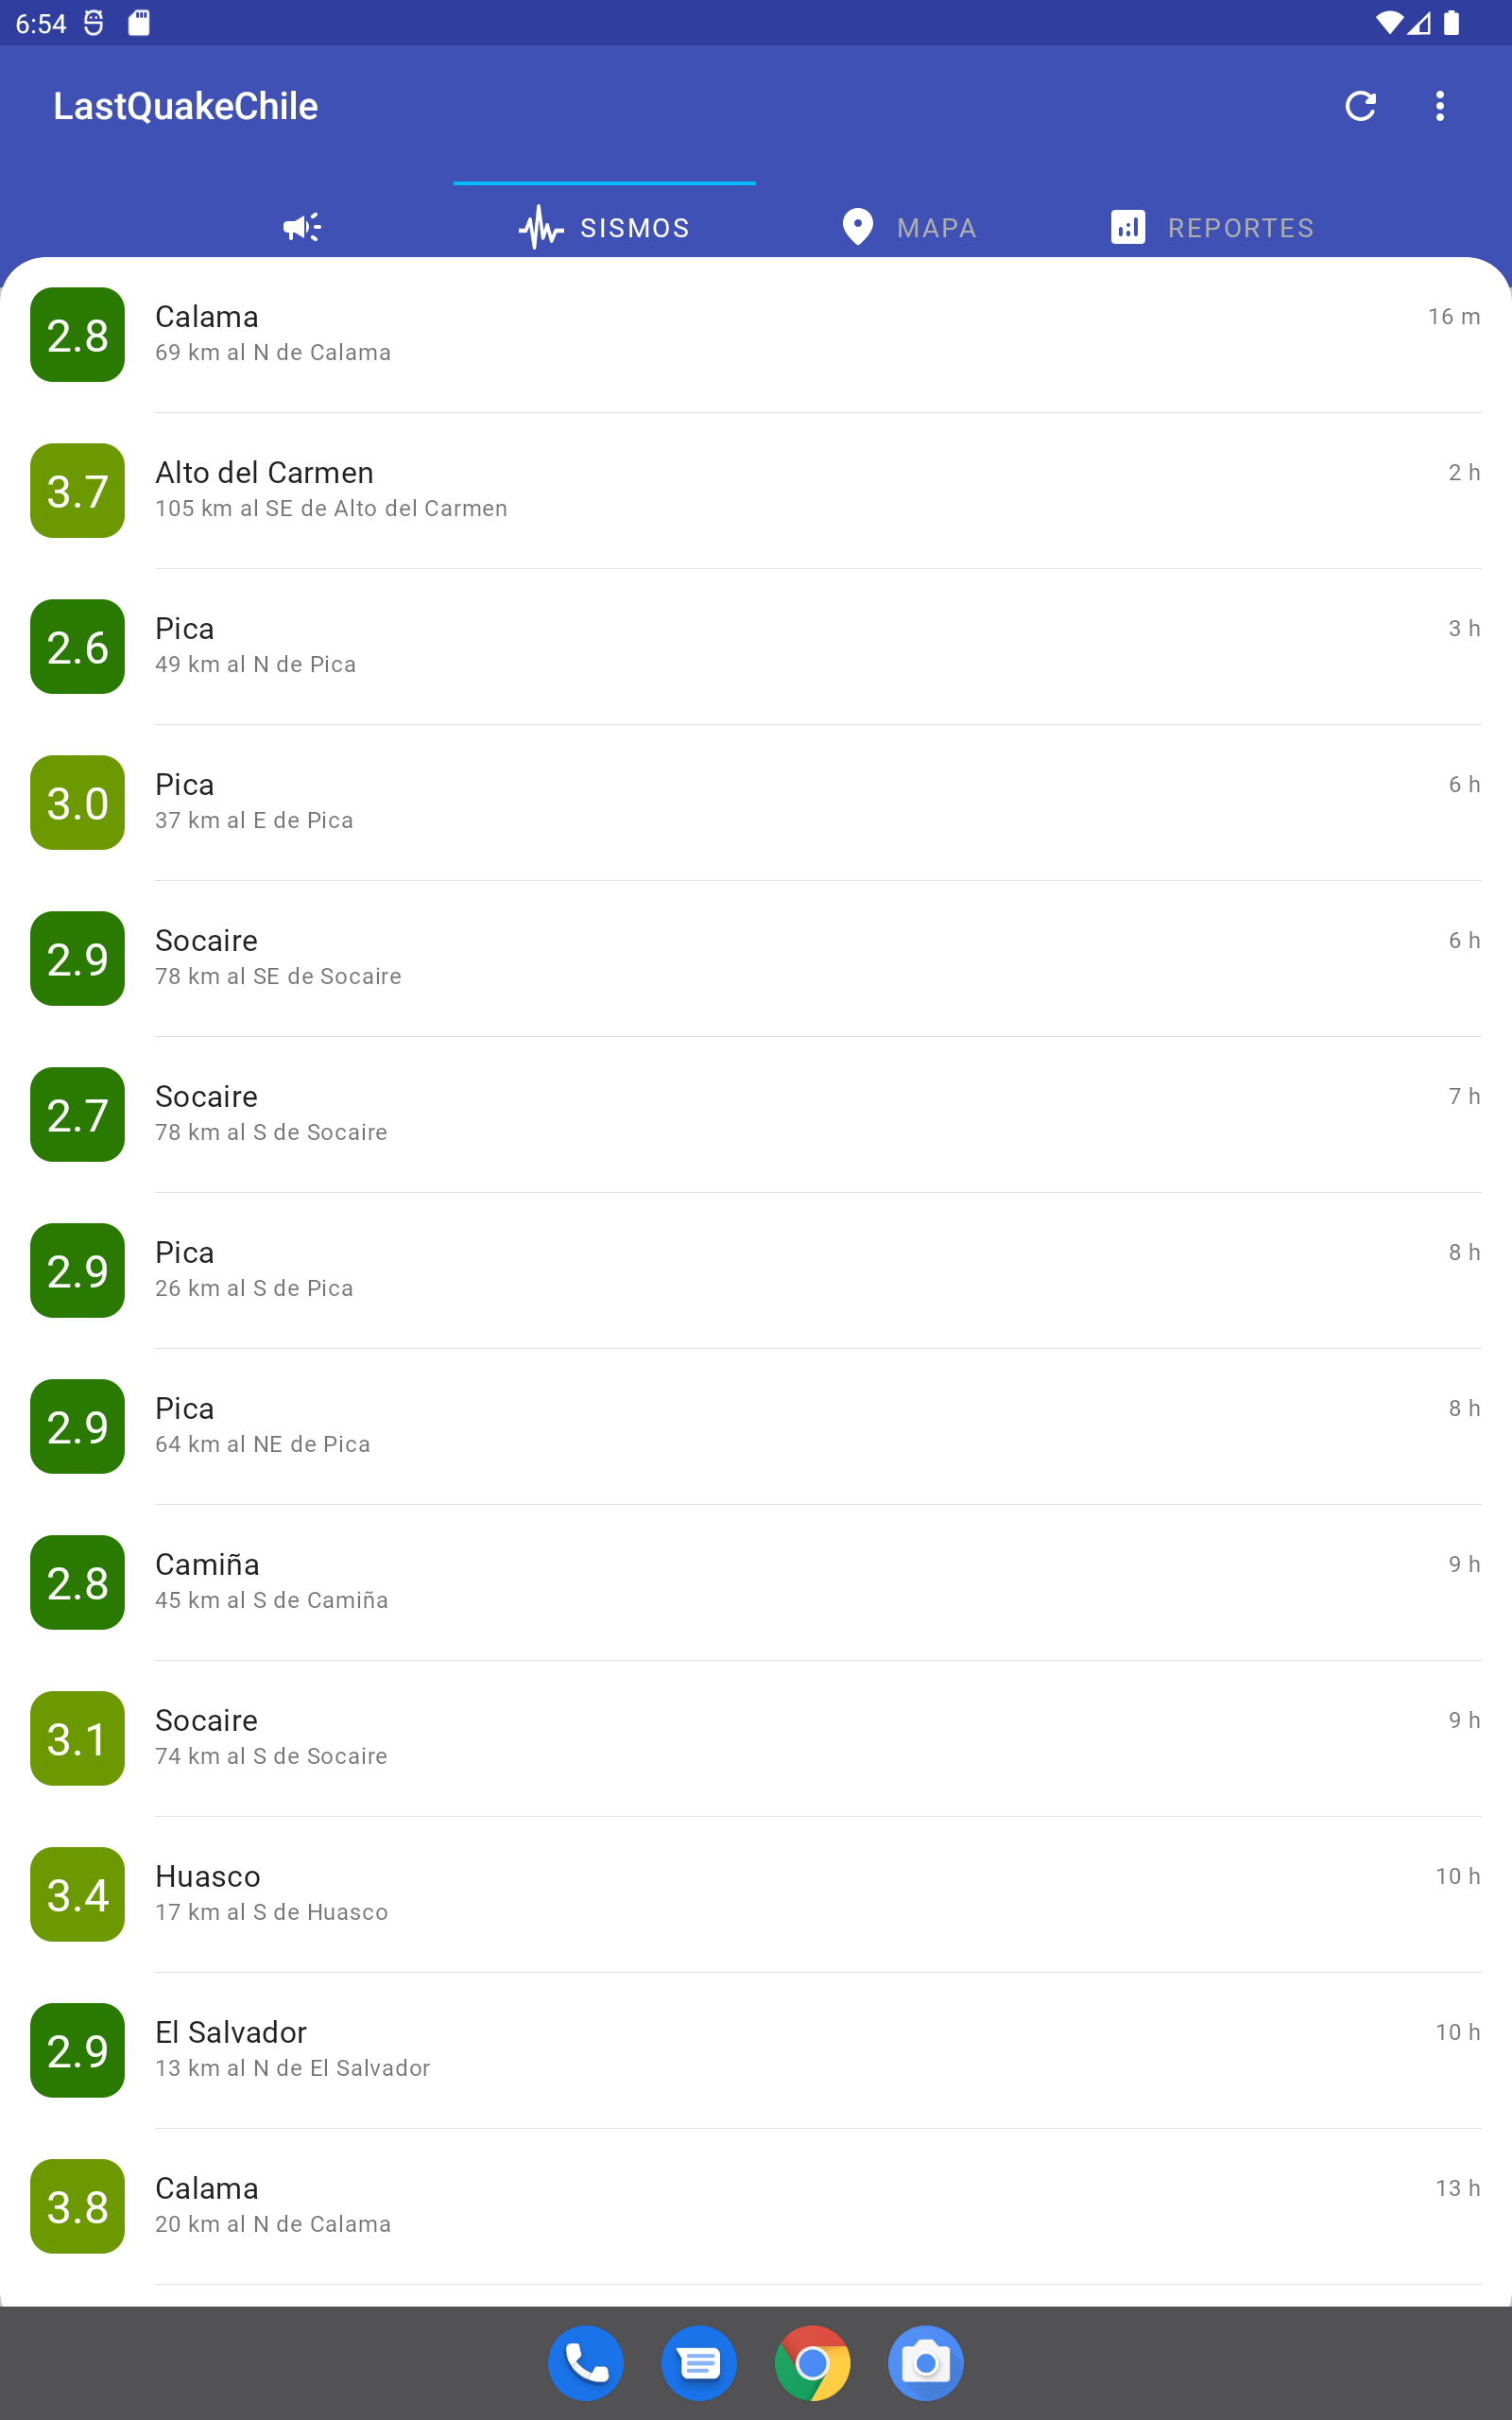 6:54
LastQuakeChile
SISMOS
MAPA
REPORTES
2.8
Calama
16 m
69 km al N de Calama
3.7
Alto del Carmen
2 h
105 km al SE de Alto del Carmen
2.6
Pica
3 h
49 km al N de Pica
3.0
Pica
6 h
37 km al E de Pica
2.9
Socaire
6 h
78 km al SE de Socaire
2.7
Socaire
7 h
78 km al S de Socaire
2.9
Pica
8 h
26 km al S de Pica
2.9
Pica
8 h
64 km al NE de Pica
2.8
Camiña
9 h
45 km al S de Camiña
3.1
Socaire
9 h
74 km al S de Socaire
3.4
Huasco
10 h
17 km al S de Huasco
2.9
El Salvador
10 h
13 km al N de El Salvador
3.8
Calama
13 h
20 km al N de Calama